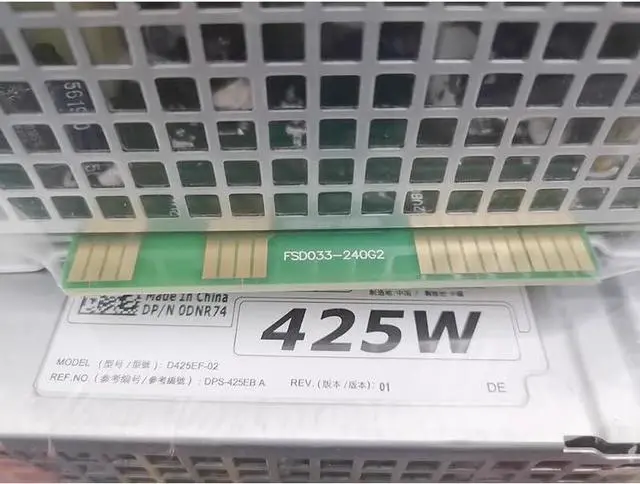 56190
FSD033-240G2
Made in China
DP/N 0DNR74
425W
MODEL (型号/型號): D425EF-02
REF.NO. (参考编号/參考編號): DPS-425EB A REV. (版本/版本): 01 DE